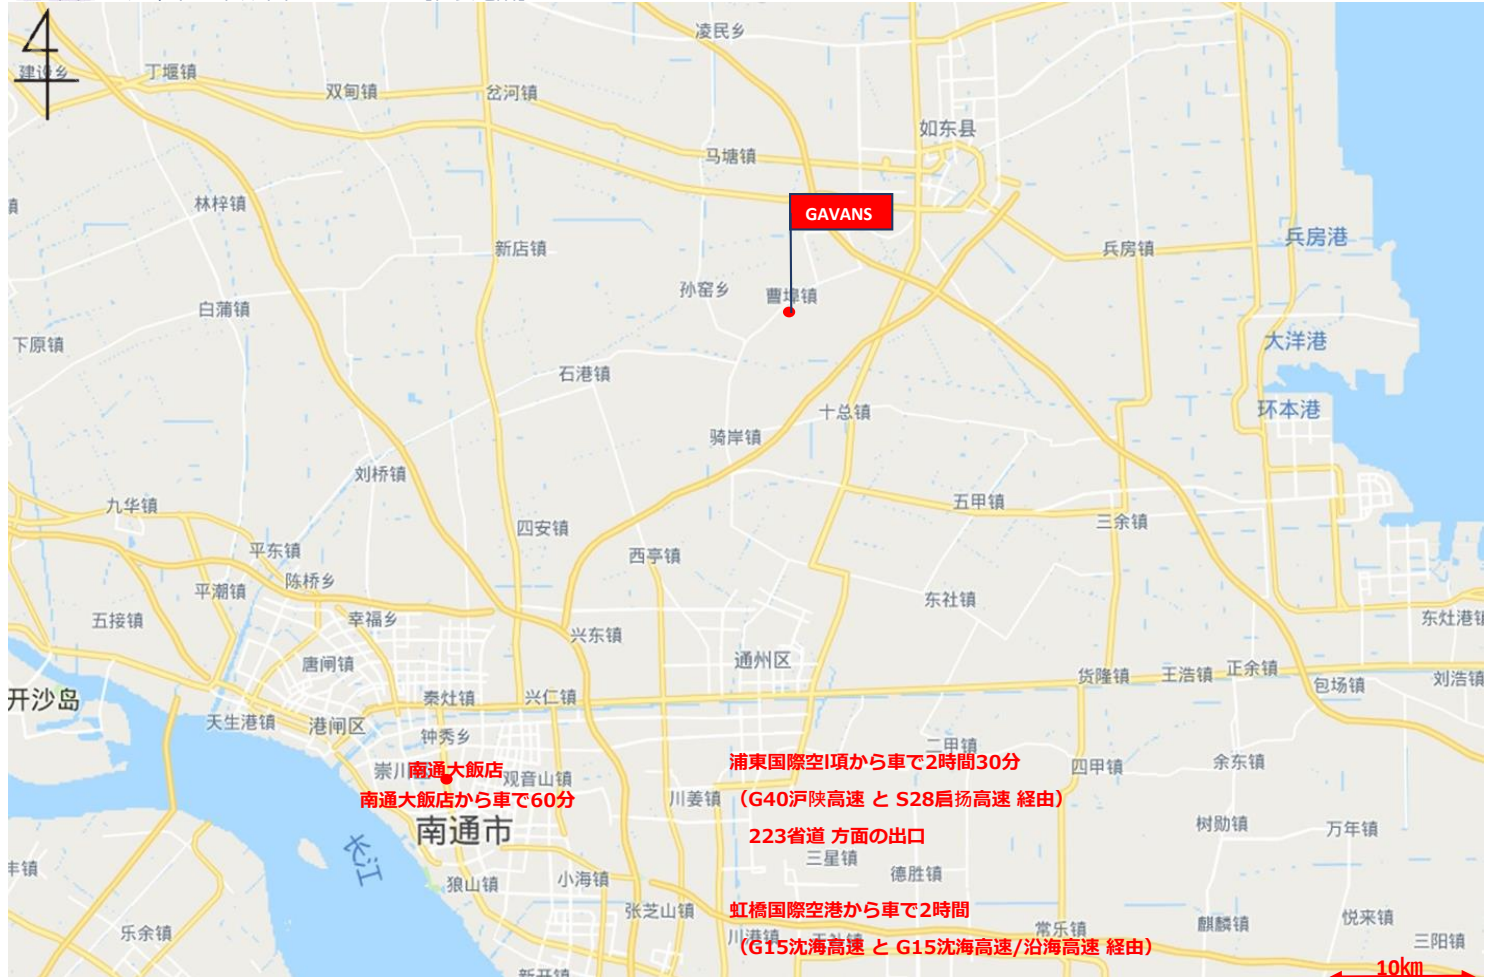 凌民乡
建设乡
丁堰镇
双甸镇
岔河镇
如东县
马塘镇
林梓镇
GAVANS
新店镇
兵房镇
兵房港
孙窑乡
曹埠镇
白蒲镇
下原镇
大洋港
石港镇
环本港
十总镇
骑岸镇
刘桥镇
九华镇
五甲镇
三余镇
四安镇
平东镇
西亭镇
陈桥乡
平潮镇
东社镇
五接镇
幸福乡
东灶港镇
兴东镇
唐闸镇
通州区
货隆镇
王浩镇
正余镇
包场镇
刘浩镇
开沙岛
秦灶镇
兴仁镇
天生港镇
港闸区
钟秀乡
二甲镇
崇川区
南通大飯店
观音山镇
浦東国際空I項から車で2時間30分
四甲镇
余东镇
南通大飯店から車で60分
川姜镇
（G40沪陕高速 と S28启扬高速 経由）
南通市
223省道 方面の出口
树勋镇
万年镇
长江
三星镇
德胜镇
丰镇
狼山镇
小海镇
张芝山镇
虹橋国際空港から車で2時間
常乐镇
麒麟镇
悦来镇
乐余镇
川港镇
（G15沈海高速 と G15沈海高速/沿海高速 経由）
三阳镇
新开镇
10km